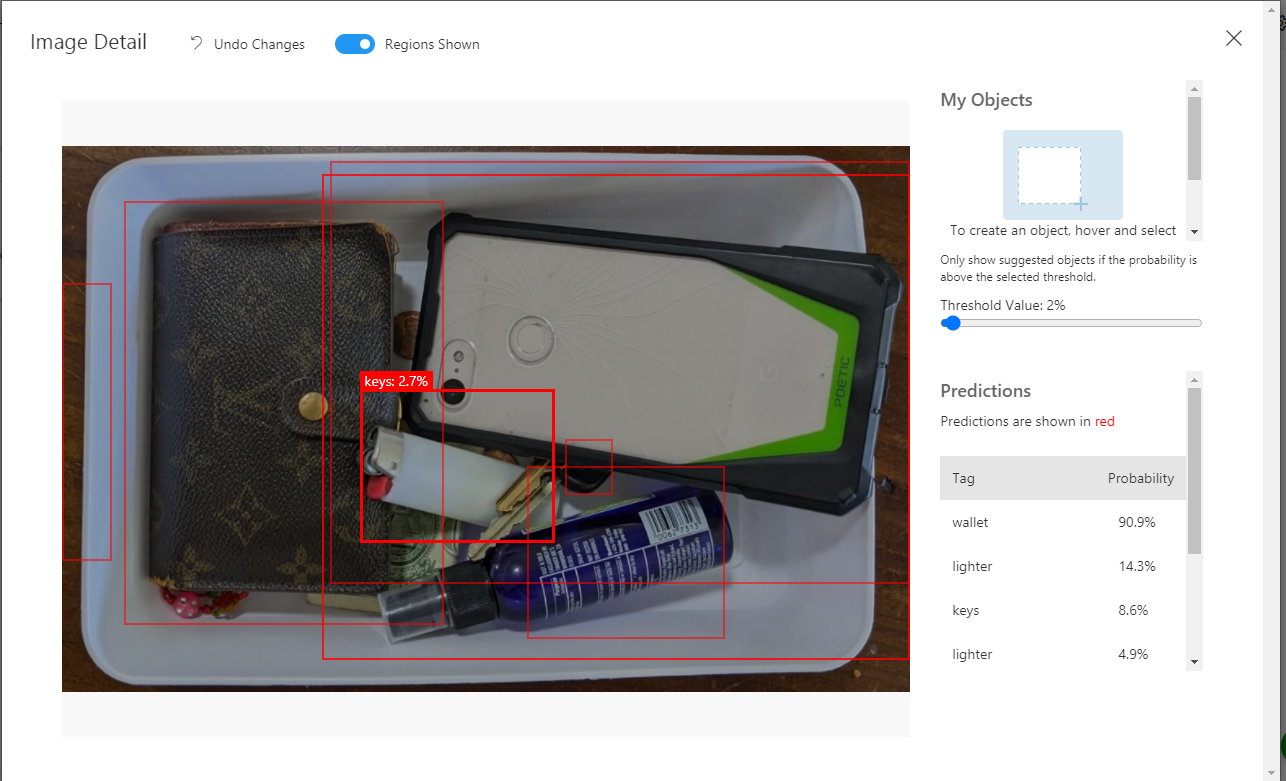 Image Detail
Undo Changes
Regions Shown
keys: 2.7%
POETIC
G
My Objects
To create an object, hover and select
Only show suggested objects if the probability is
above the selected threshold.
Threshold Value: 2%
Predictions
Predictions are shown in red
Tag Probability
wallet 90.9%
lighter 14.3%
keys 8.6%
lighter 4.9%